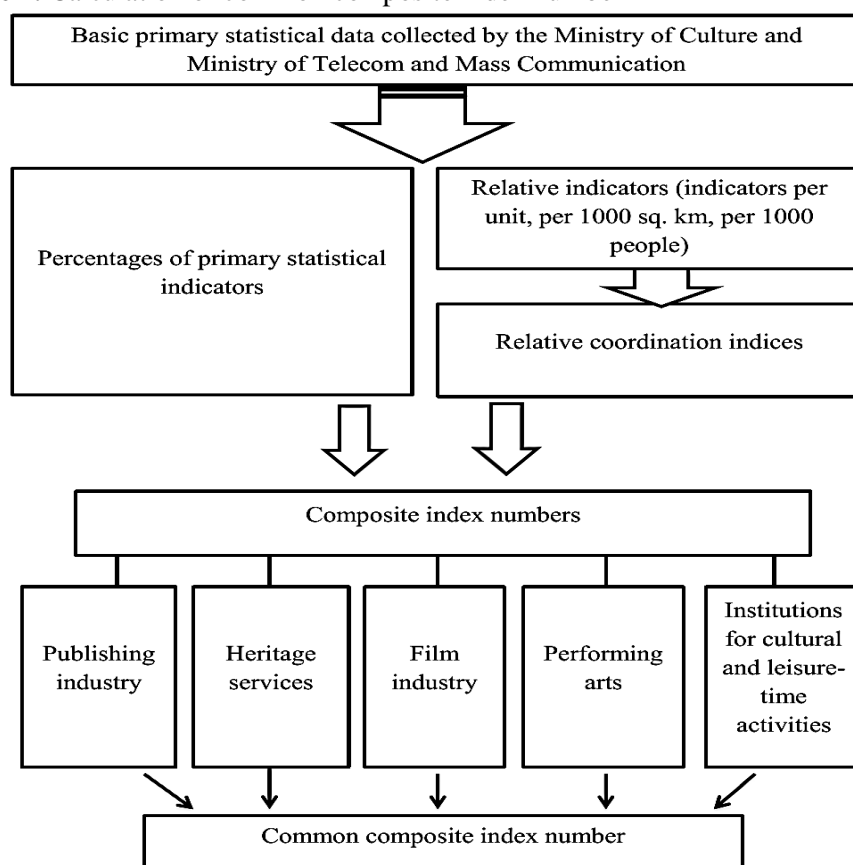 Basic primary statistical data collected by the Ministry of Culture and
Ministry of Telecom and Mass Communication
Percentages of primary statistical
indicators
Relative indicators (indicators per
unit, per 1000 sq. km, per 1000
people)
Relative coordination indices
Composite index numbers
Publishing
industry
Heritage
services
Film
industry
Performing
arts
Institutions
for cultural
and leisure-
time
activities
Common composite index number